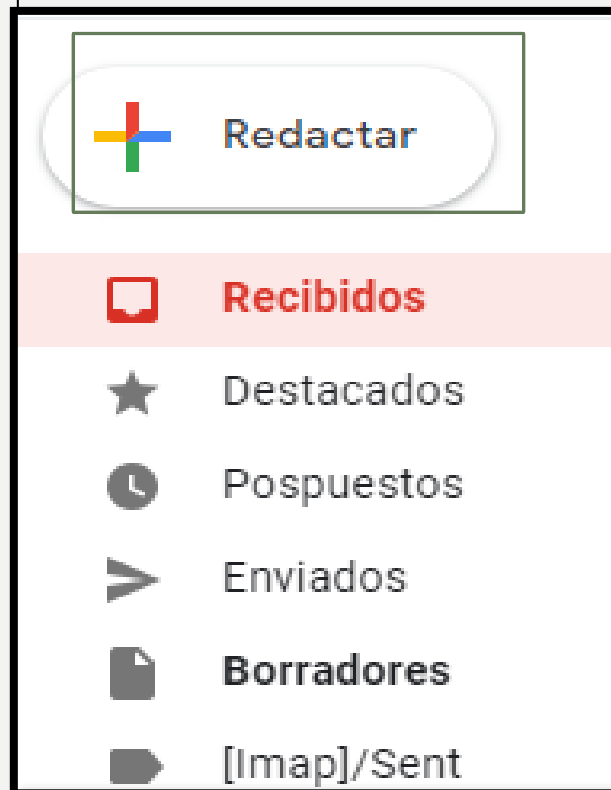 Redactar
Recibidos
Destacados
Pospuestos
Enviados
Borradores
[Imap]/Sent